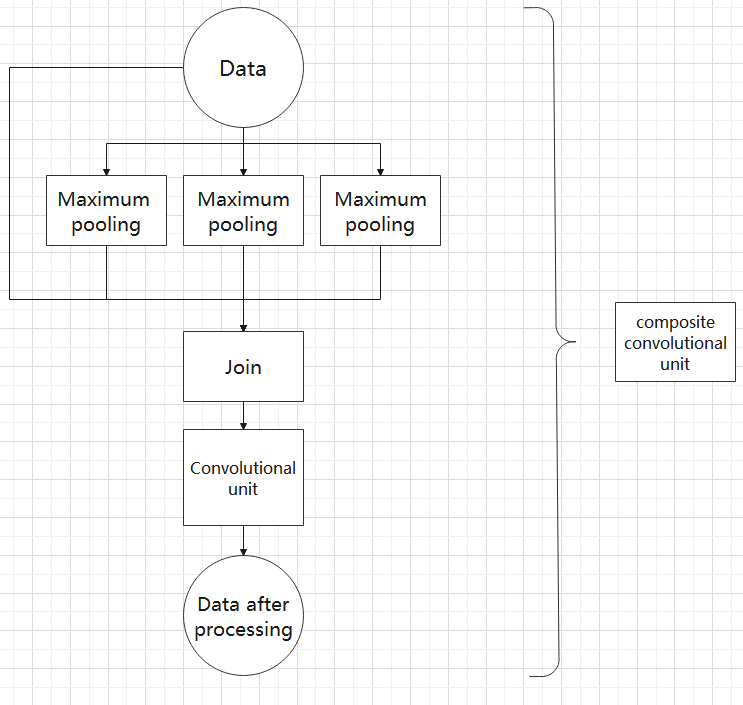 Data
Maximum
pooling
Maximum
pooling
Maximum
pooling
Join
Convolutional
unit
Data after
processing
composite
convolutional
unit